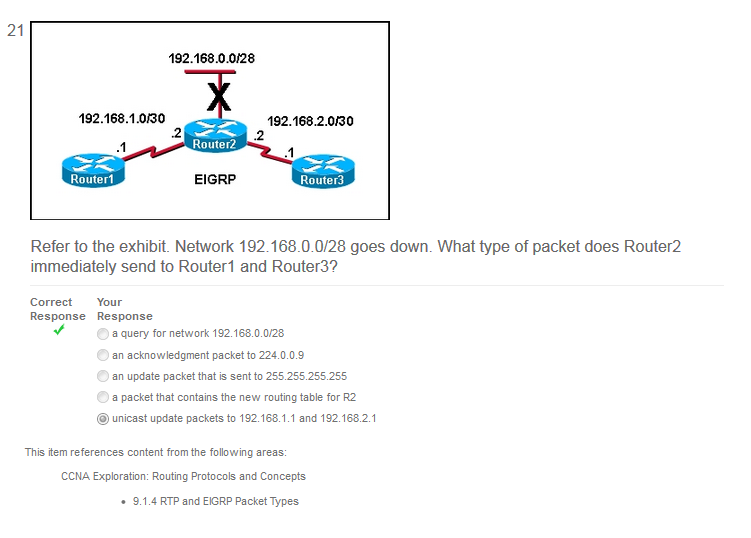 21
192.168.0.0/28
X
192.168.1.0/30
192.168.2.0/30
.2
.2
Router2
.1
.1
Router1
EIGRP
Router3
Refer to the exhibit. Network 192.168.0.0/28 goes down. What type of packet does Router2
immediately send to Router1 and Router3?
Correct Your
Response Response
a query for network 192.168.0.0/28
an acknowledgment packet to 224.0.0.9
an update packet that is sent to 255.255.255.255
a packet that contains the new routing table for R2
unicast update packets to 192.168.1.1 and 192.168.2.1
This item references content from the following areas:
CCNA Exploration: Routing Protocols and Concepts
• 9.1.4 RTP and EIGRP Packet Types